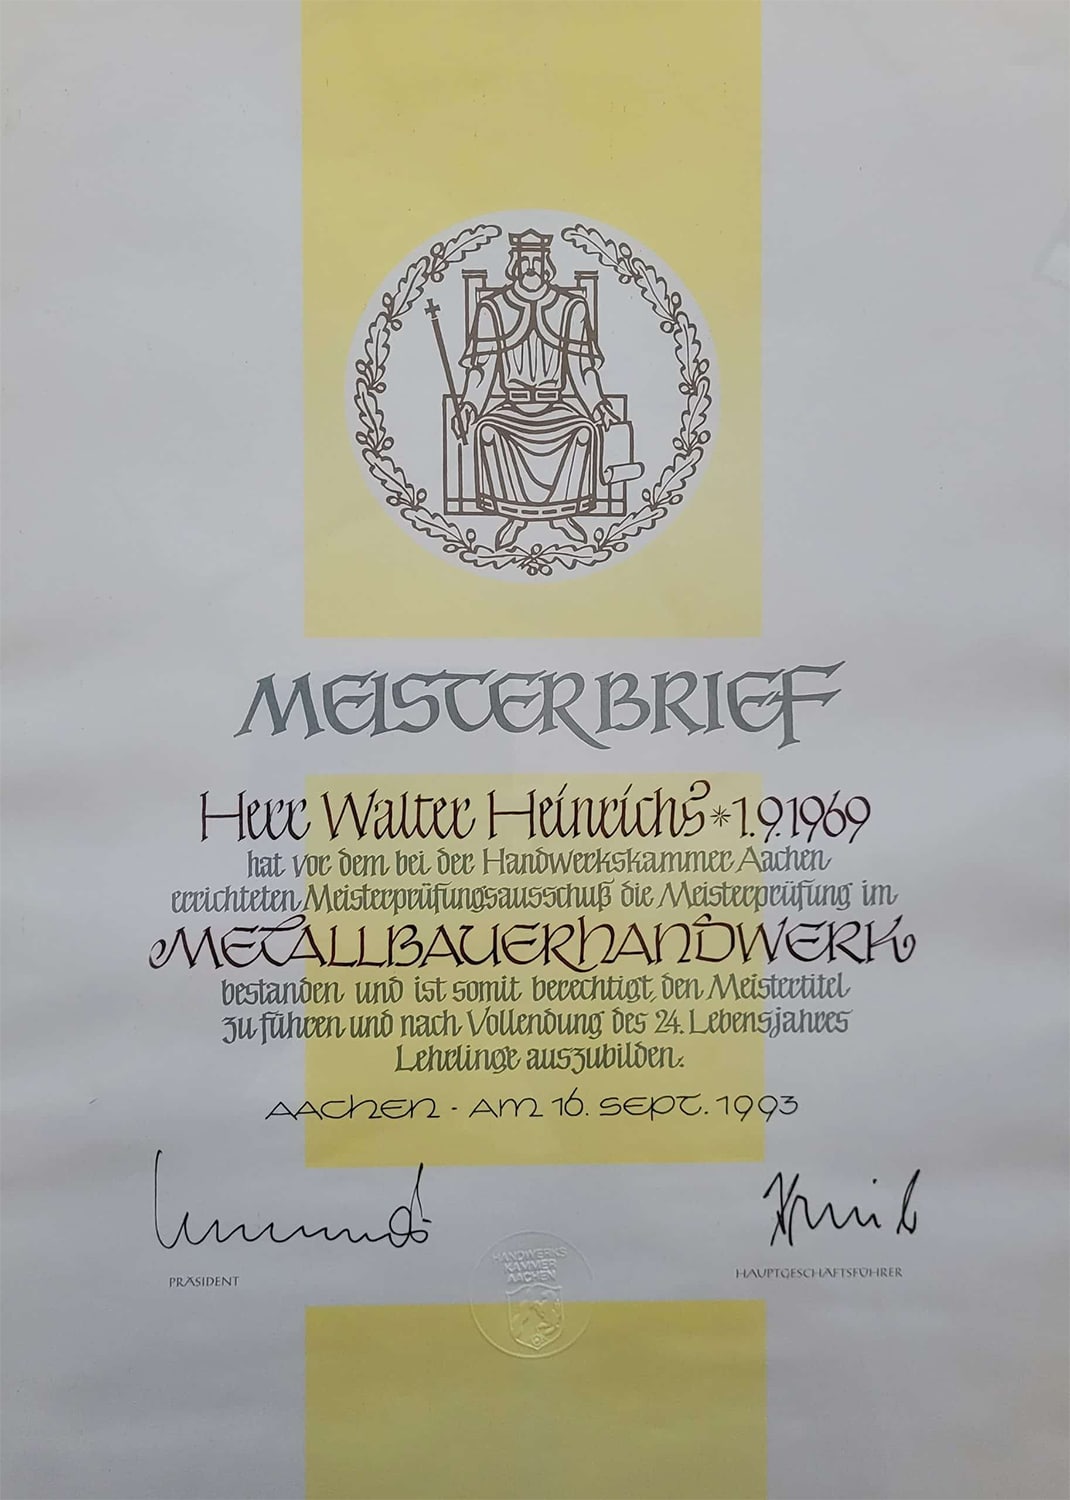 MEISTERBRIEF
Herr Walter Heinrichs * 1.9.1969
hat vor dem bei der Handwerkskammer Aachen
errichteten Meisterprüfungsausschuß die Meisterprüfung im
METALLBAUERHANDWERK
bestanden und ist somit berechtigt, den Meistertitel
zu führen und nach Vollendung des 24. Lebensjahres
Lehrlinge auszubilden.
AACHEN - AM 16. SEPT. 1993
PRÄSIDENT
HAUPTGESCHÄFTSFÜHRER
HANDWERKS
KAMMER
AACHEN